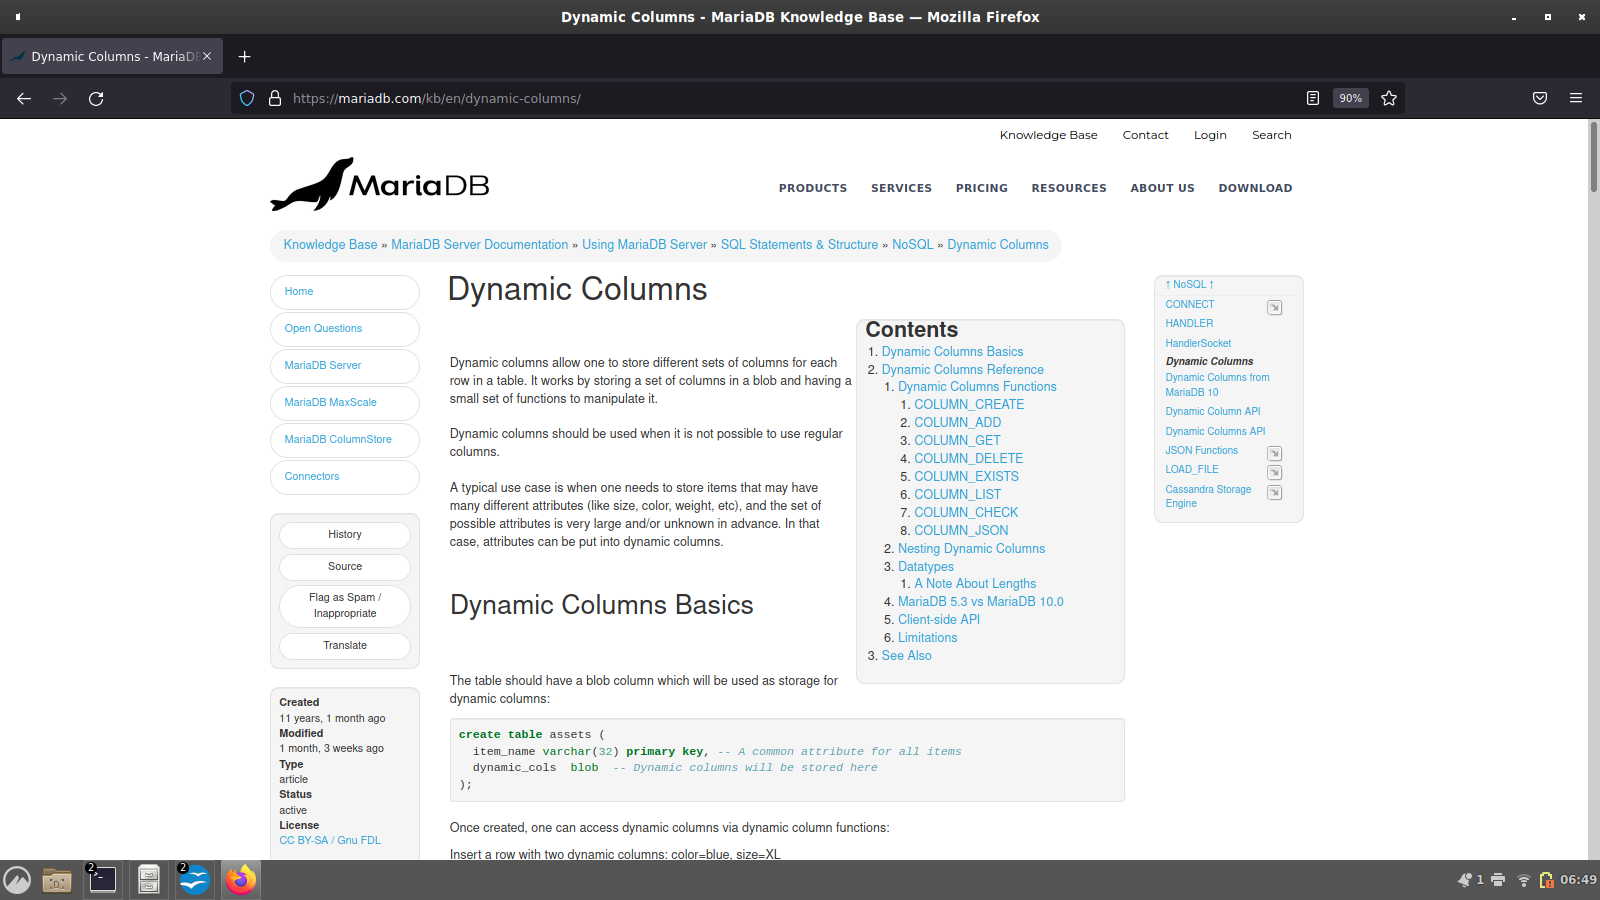 Dynamic Columns - MariaDB Knowledge Base — Mozilla Firefox
Dynamic Columns - MariaDB
https://mariadb.com/kb/en/dynamic-columns/
90%
Knowledge Base Contact Login Search
MariaDB
PRODUCTS SERVICES PRICING RESOURCES ABOUT US DOWNLOAD
Knowledge Base » MariaDB Server Documentation » Using MariaDB Server » SQL Statements & Structure » NoSQL » Dynamic Columns
Home
Open Questions
MariaDB Server
MariaDB MaxScale
MariaDB ColumnStore
Connectors
History
Source
Flag as Spam /
Inappropriate
Translate
Created
11 years, 1 month ago
Modified
1 month, 3 weeks ago
Type
article
Status
active
License
CC BY-SA / Gnu FDL
Dynamic Columns
Dynamic columns allow one to store different sets of columns for each
row in a table. It works by storing a set of columns in a blob and having a
small set of functions to manipulate it.
Dynamic columns should be used when it is not possible to use regular
columns.
A typical use case is when one needs to store items that may have
many different attributes (like size, color, weight, etc), and the set of
possible attributes is very large and/or unknown in advance. In that
case, attributes can be put into dynamic columns.
Contents
1. Dynamic Columns Basics
2. Dynamic Columns Reference
1. Dynamic Columns Functions
1. COLUMN_CREATE
2. COLUMN_ADD
3. COLUMN_GET
4. COLUMN_DELETE
5. COLUMN_EXISTS
6. COLUMN_LIST
7. COLUMN_CHECK
8. COLUMN_JSON
2. Nesting Dynamic Columns
3. Datatypes
1. A Note About Lengths
4. MariaDB 5.3 vs MariaDB 10.0
5. Client-side API
6. Limitations
3. See Also
Dynamic Columns Basics
The table should have a blob column which will be used as storage for
dynamic columns:
create table assets (
item_name varchar(32) primary key, -- A common attribute for all items
dynamic_cols blob -- Dynamic columns will be stored here
);
Once created, one can access dynamic columns via dynamic column functions:
Insert a row with two dynamic columns: color=blue, size=XL
↑ NoSQL ↑
CONNECT
HANDLER
HandlerSocket
Dynamic Columns
Dynamic Columns from
MariaDB 10
Dynamic Column API
Dynamic Columns API
JSON Functions
LOAD_FILE
Cassandra Storage
Engine
2
2
1
06:49